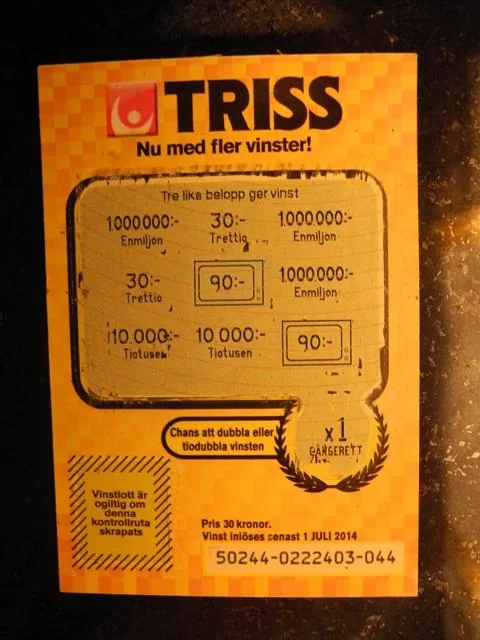 TRISS
Nu med fler vinster!
Tre lika belopp ger vinst
1.000.000:- 30:- 1.000.000:-
Enmiljon Trettio Enmiljon
30:- 90:- 1.000.000:-
Trettio Enmiljon
10.000:- 10.000:- 90:-
Tiotusen Tiotusen
Chans att dubbla eller
tiodubbla vinsten
x1
GÅNGERETT
Vinstlott är
ogiltig om
denna
kontrollruta
skrapats
Pris 30 kronor.
Vinst inlöses senast 1 JULI 2014
50244-0222403-044